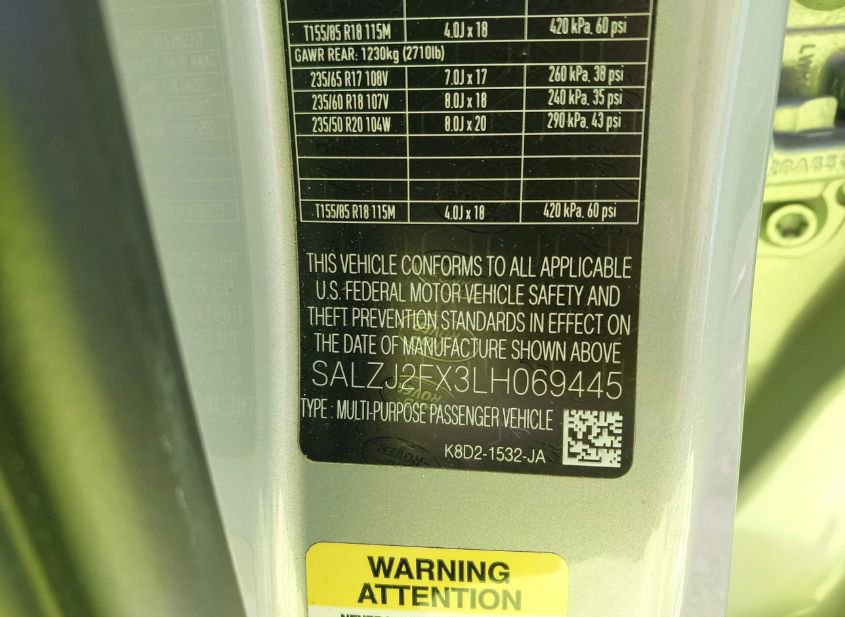 T155/85 R18 115M 4.0J x 18 420 kPa, 60 psi
GAWR REAR: 1230kg (2710lb)
235/65 R17 108V 7.0J x 17 260 kPa, 38 psi
235/60 R18 107V 8.0J x 18 240 kPa, 35 psi
235/50 R20 104W 8.0J x 20 290 kPa, 43 psi
T155/85 R18 115M 4.0J x 18 420 kPa, 60 psi
THIS VEHICLE CONFORMS TO ALL APPLICABLE
U.S. FEDERAL MOTOR VEHICLE SAFETY AND
THEFT PREVENTION STANDARDS IN EFFECT ON
THE DATE OF MANUFACTURE SHOWN ABOVE
SALZJ2FX3LH069445
TYPE : MULTI-PURPOSE PASSENGER VEHICLE
K8D2-1532-JA
WARNING
ATTENTION